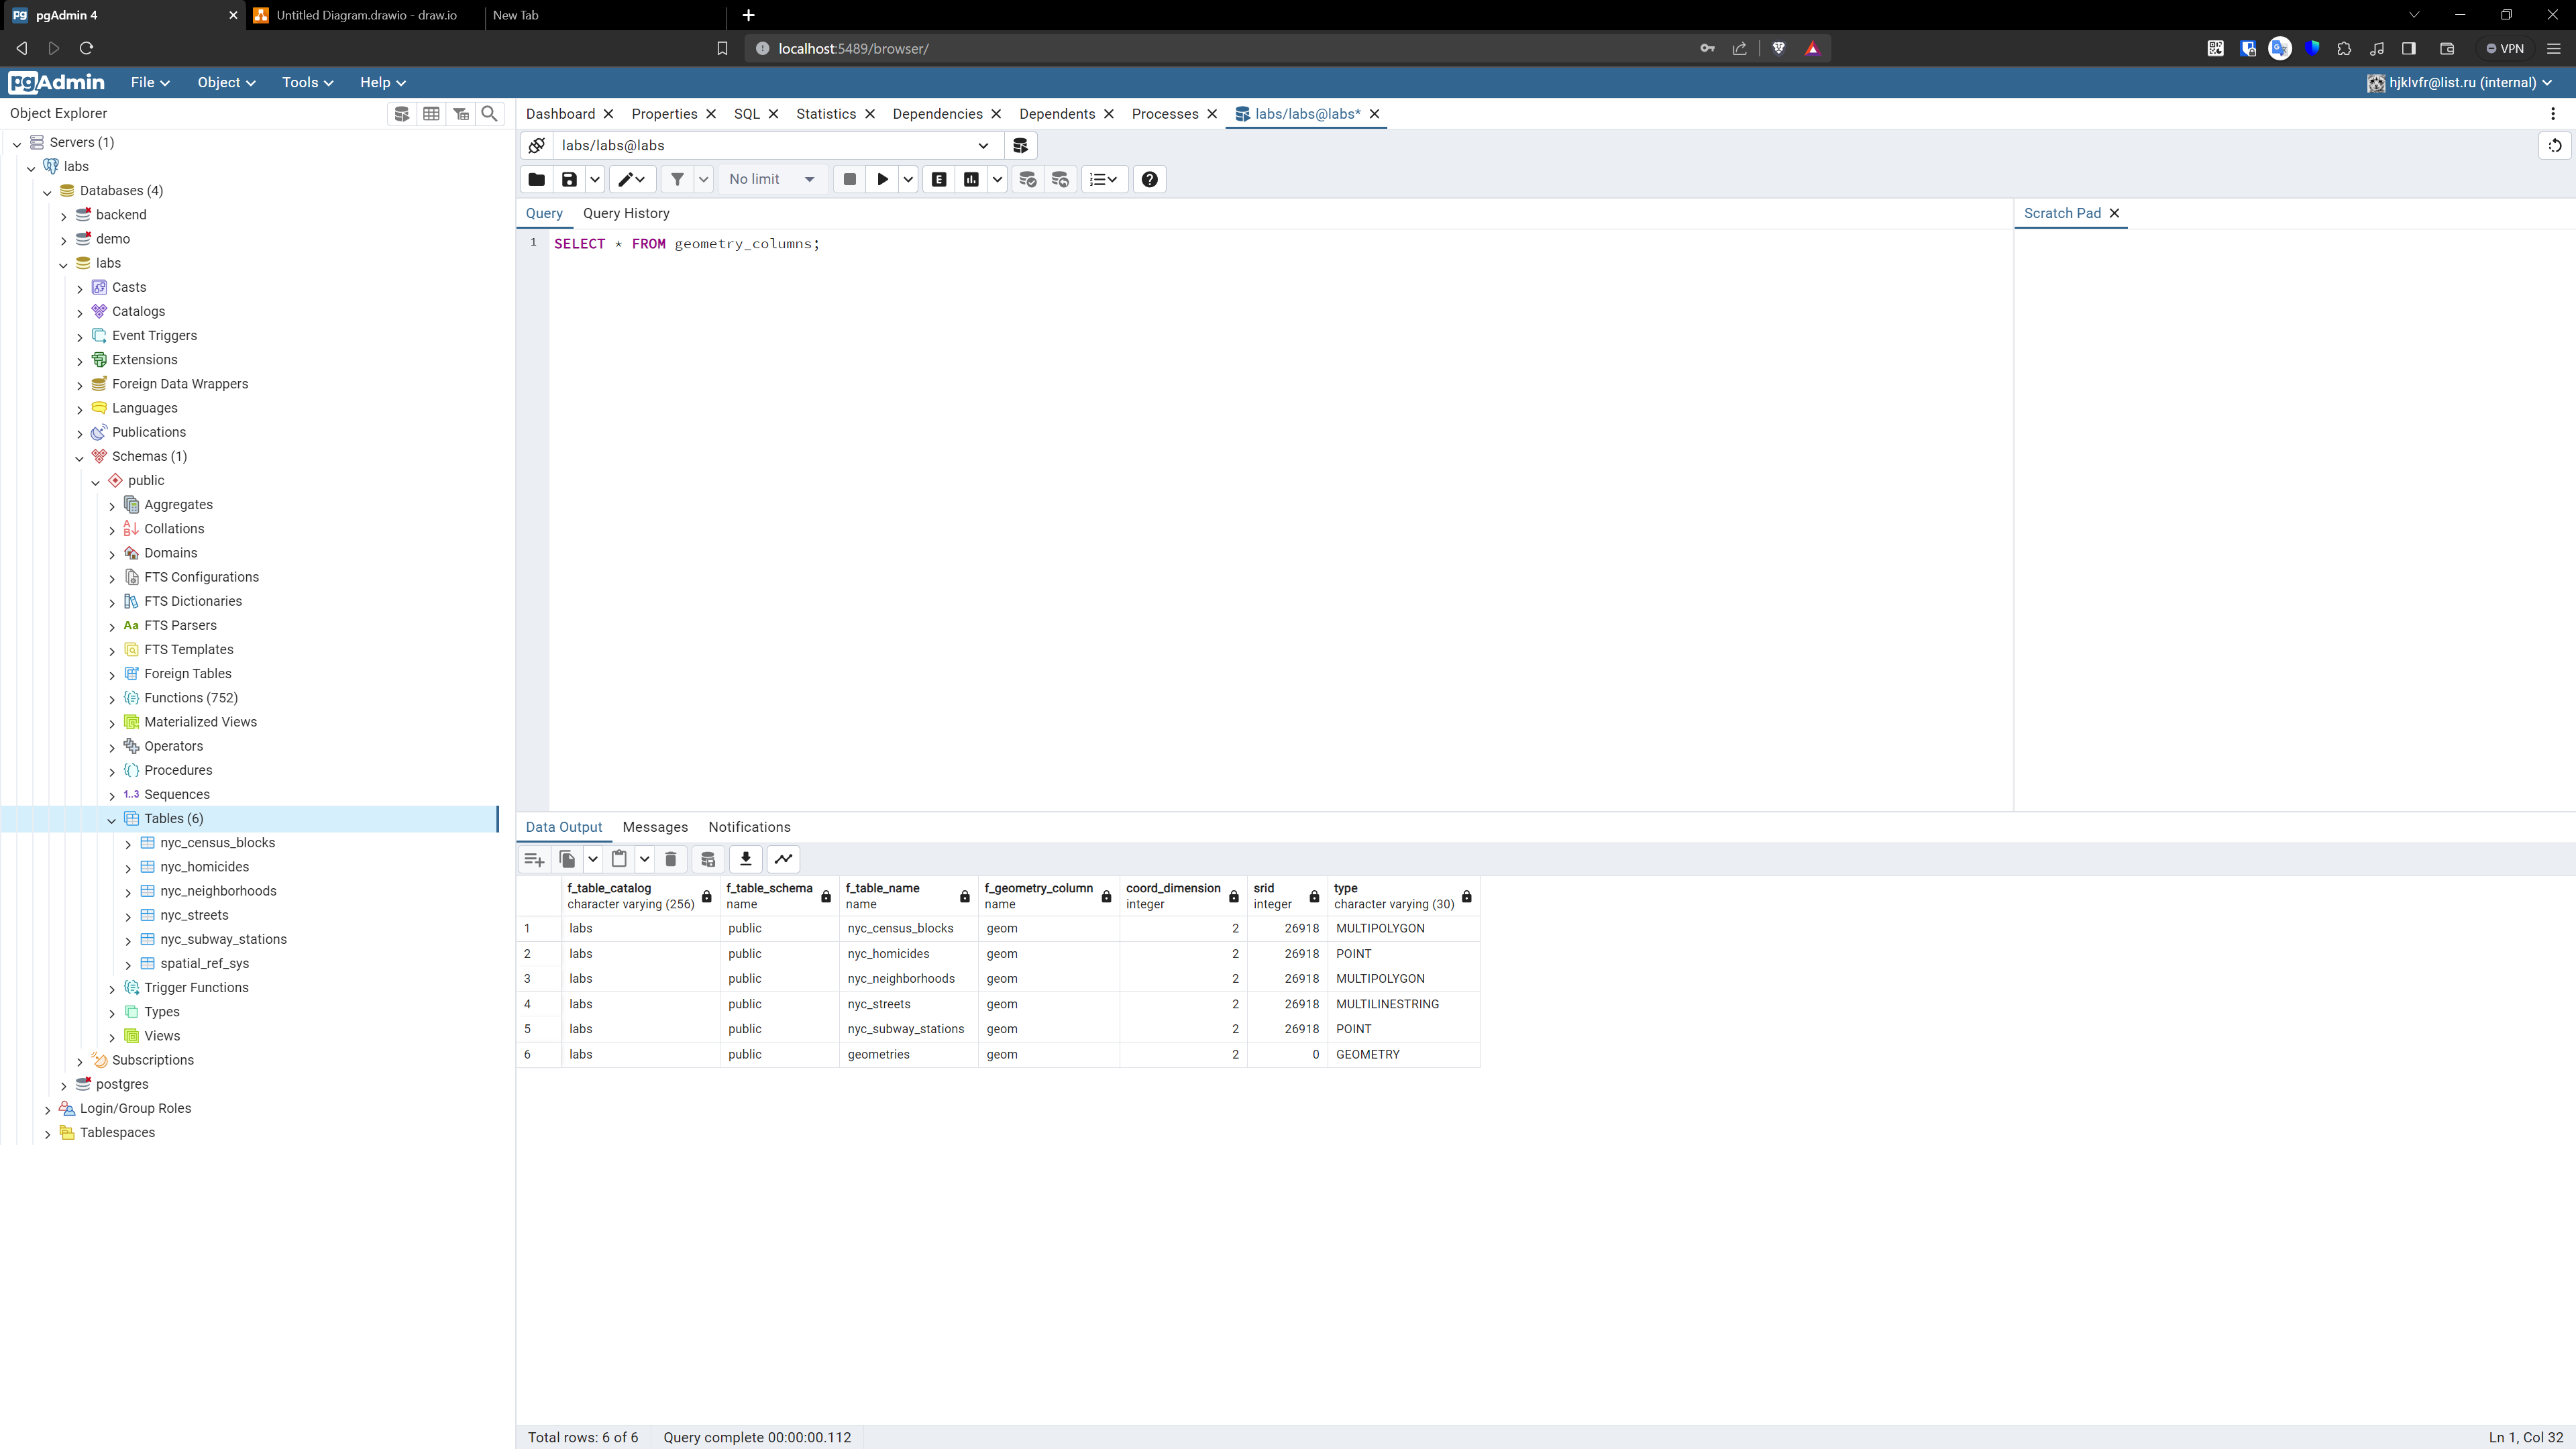 pgAdmin 4
Untitled Diagram.drawio - draw.io
New Tab
localhost:5489/browser/
VPN
pgAdmin
File
Object
Tools
Help
hjklvfr@list.ru (internal)
Object Explorer
Dashboard
Properties
SQL
Statistics
Dependencies
Dependents
Processes
labs/labs@labs*
Servers (1)
labs
Databases (4)
backend
demo
labs
Casts
Catalogs
Event Triggers
Extensions
Foreign Data Wrappers
Languages
Publications
Schemas (1)
public
Aggregates
Collations
Domains
FTS Configurations
FTS Dictionaries
Aa FTS Parsers
FTS Templates
Foreign Tables
Functions (752)
Materialized Views
Operators
Procedures
1..3 Sequences
Tables (6)
nyc_census_blocks
nyc_homicides
nyc_neighborhoods
nyc_streets
nyc_subway_stations
spatial_ref_sys
Trigger Functions
Types
Views
Subscriptions
postgres
Login/Group Roles
Tablespaces
labs/labs@labs
No limit
E
Query
Query History
Scratch Pad
1 SELECT * FROM geometry_columns;
Data Output
Messages
Notifications
f_table_catalog character varying (256)
f_table_schema name
f_table_name name
f_geometry_column name
coord_dimension integer
srid integer
type character varying (30)
1 labs public nyc_census_blocks geom 2 26918 MULTIPOLYGON
2 labs public nyc_homicides geom 2 26918 POINT
3 labs public nyc_neighborhoods geom 2 26918 MULTIPOLYGON
4 labs public nyc_streets geom 2 26918 MULTILINESTRING
5 labs public nyc_subway_stations geom 2 26918 POINT
6 labs public geometries geom 2 0 GEOMETRY
Total rows: 6 of 6
Query complete 00:00:00.112
Ln 1, Col 32